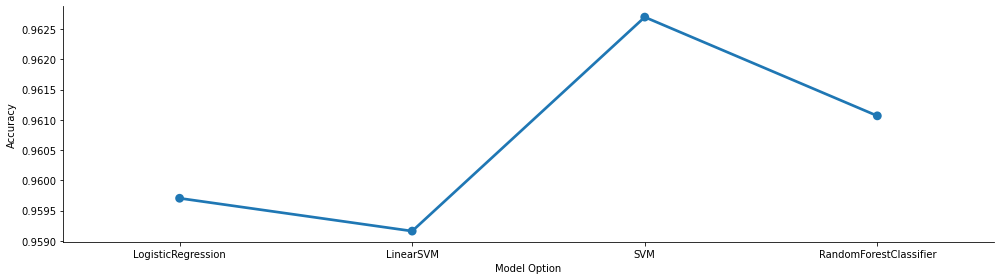 0.9625
0.9620
0.9615
0.9610
0.9605
0.9600
0.9595
0.9590
Accuracy
LogisticRegression LinearSVM SVM RandomForestClassifier
Model Option